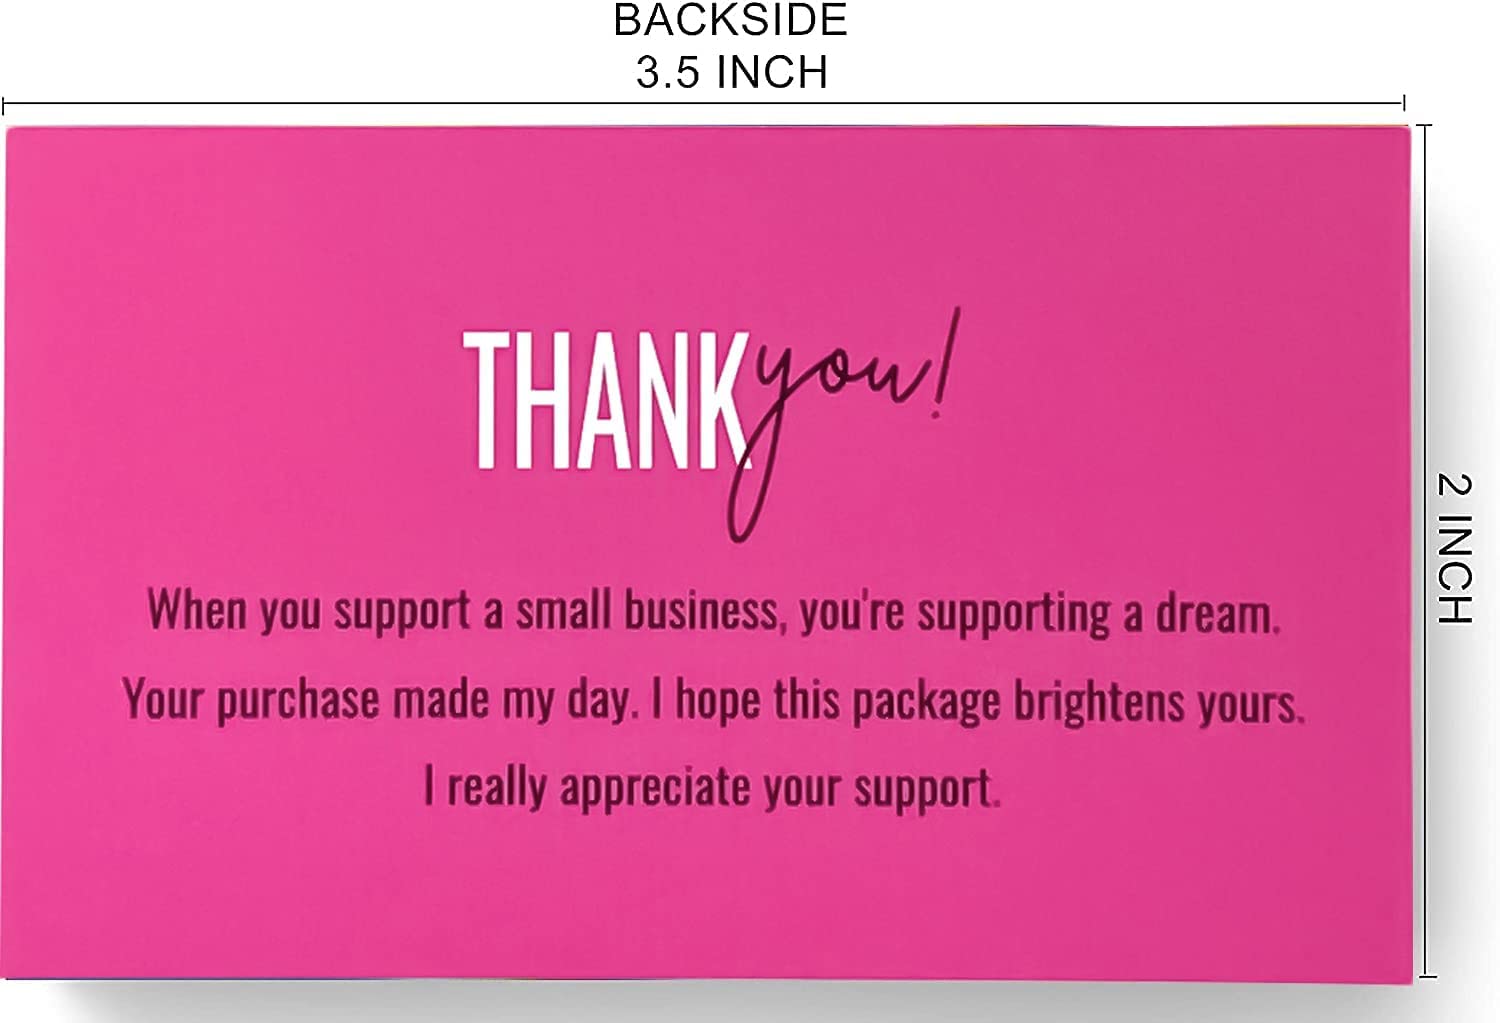 BACKSIDE
3.5 INCH
THANK you!
2 INCH
When you support a small business, you're supporting a dream.
Your purchase made my day. I hope this package brightens yours.
I really appreciate your support.